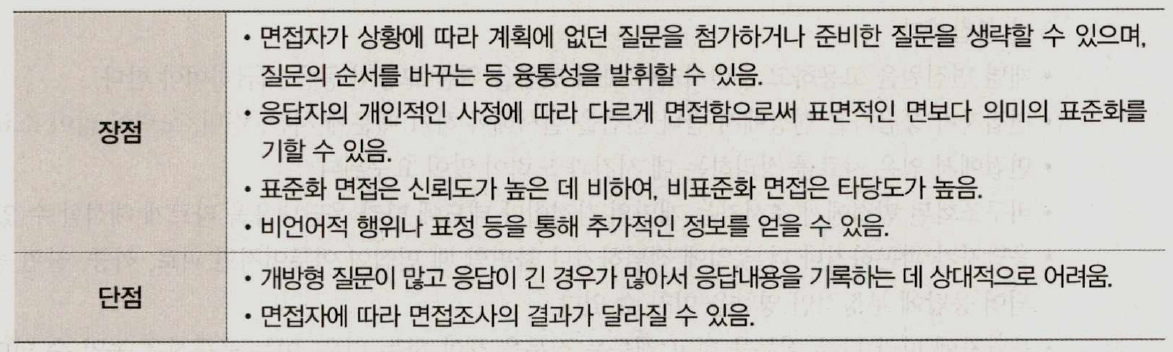 장점
• 면접자가 상황에 따라 계획에 없던 질문을 첨가하거나 준비한 질문을 생략할 수 있으며,
질문의 순서를 바꾸는 등 융통성을 발휘할 수 있음.
• 응답자의 개인적인 사정에 따라 다르게 면접함으로써 표면적인 면보다 의미의 표준화를
기할 수 있음.
• 표준화 면접은 신뢰도가 높은 데 비하여, 비표준화 면접은 타당도가 높음.
• 비언어적 행위나 표정 등을 통해 추가적인 정보를 얻을 수 있음.
단점
• 개방형 질문이 많고 응답이 긴 경우가 많아서 응답내용을 기록하는 데 상대적으로 어려움.
• 면접자에 따라 면접조사의 결과가 달라질 수 있음.